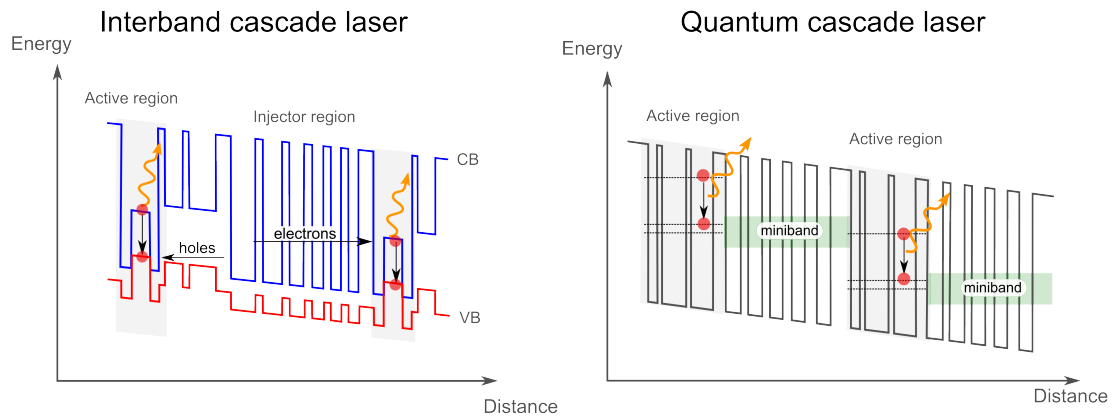 Interband cascade laser
Energy
Active region
Injector region
CB
electrons
holes
VB
Distance
Quantum cascade laser
Energy
Active region
Active region
miniband
miniband
Distance